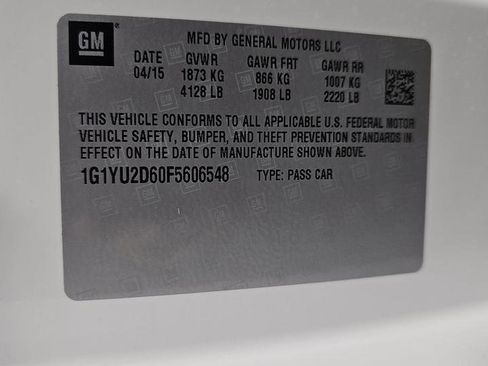 GM
MFD BY GENERAL MOTORS LLC
DATE GVWR GAWR FRT GAWR RR
04/15 1873 KG 866 KG 1007 KG
4128 LB 1908 LB 2220 LB
THIS VEHICLE CONFORMS TO ALL APPLICABLE U.S. FEDERAL MOTOR
VEHICLE SAFETY, BUMPER, AND THEFT PREVENTION STANDARDS IN
EFFECT ON THE DATE OF MANUFACTURE SHOWN ABOVE.
1G1YU2D60F5606548 TYPE: PASS CAR